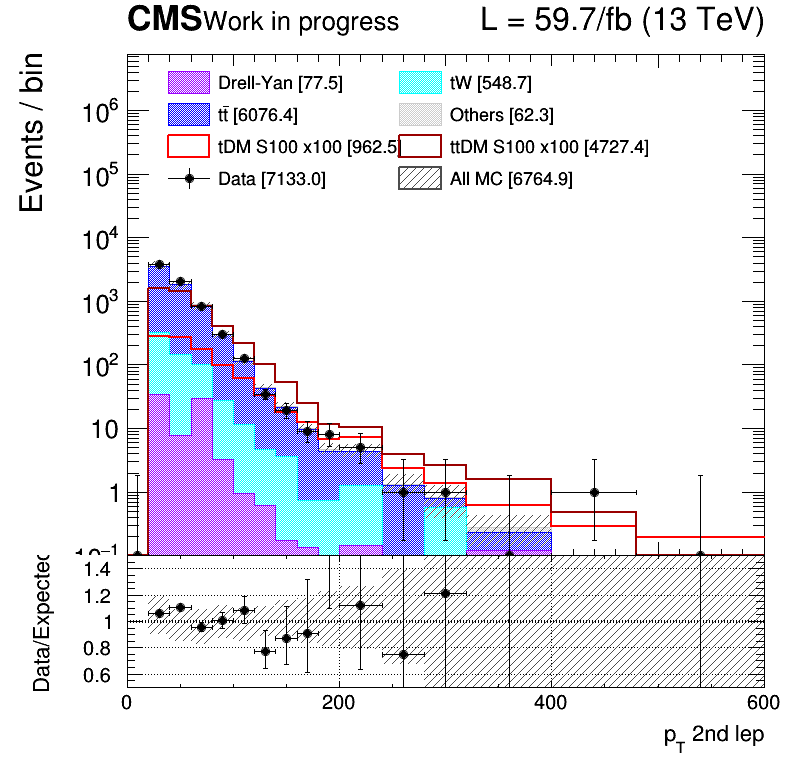 CMS Work in progress L = 59.7/fb (13 TeV)
Events / bin
Drell-Yan [77.5] tW [548.7]
tt̄ [6076.4] Others [62.3]
tDM S100 x100 [962.5] ttDM S100 x100 [4727.4]
Data [7133.0] All MC [6764.9]
10⁶
10⁵
10⁴
10³
10²
10
1
10⁻¹
Data/Expected
1.4
1.2
1
0.8
0.6
0 200 400 600
p_T 2nd lep